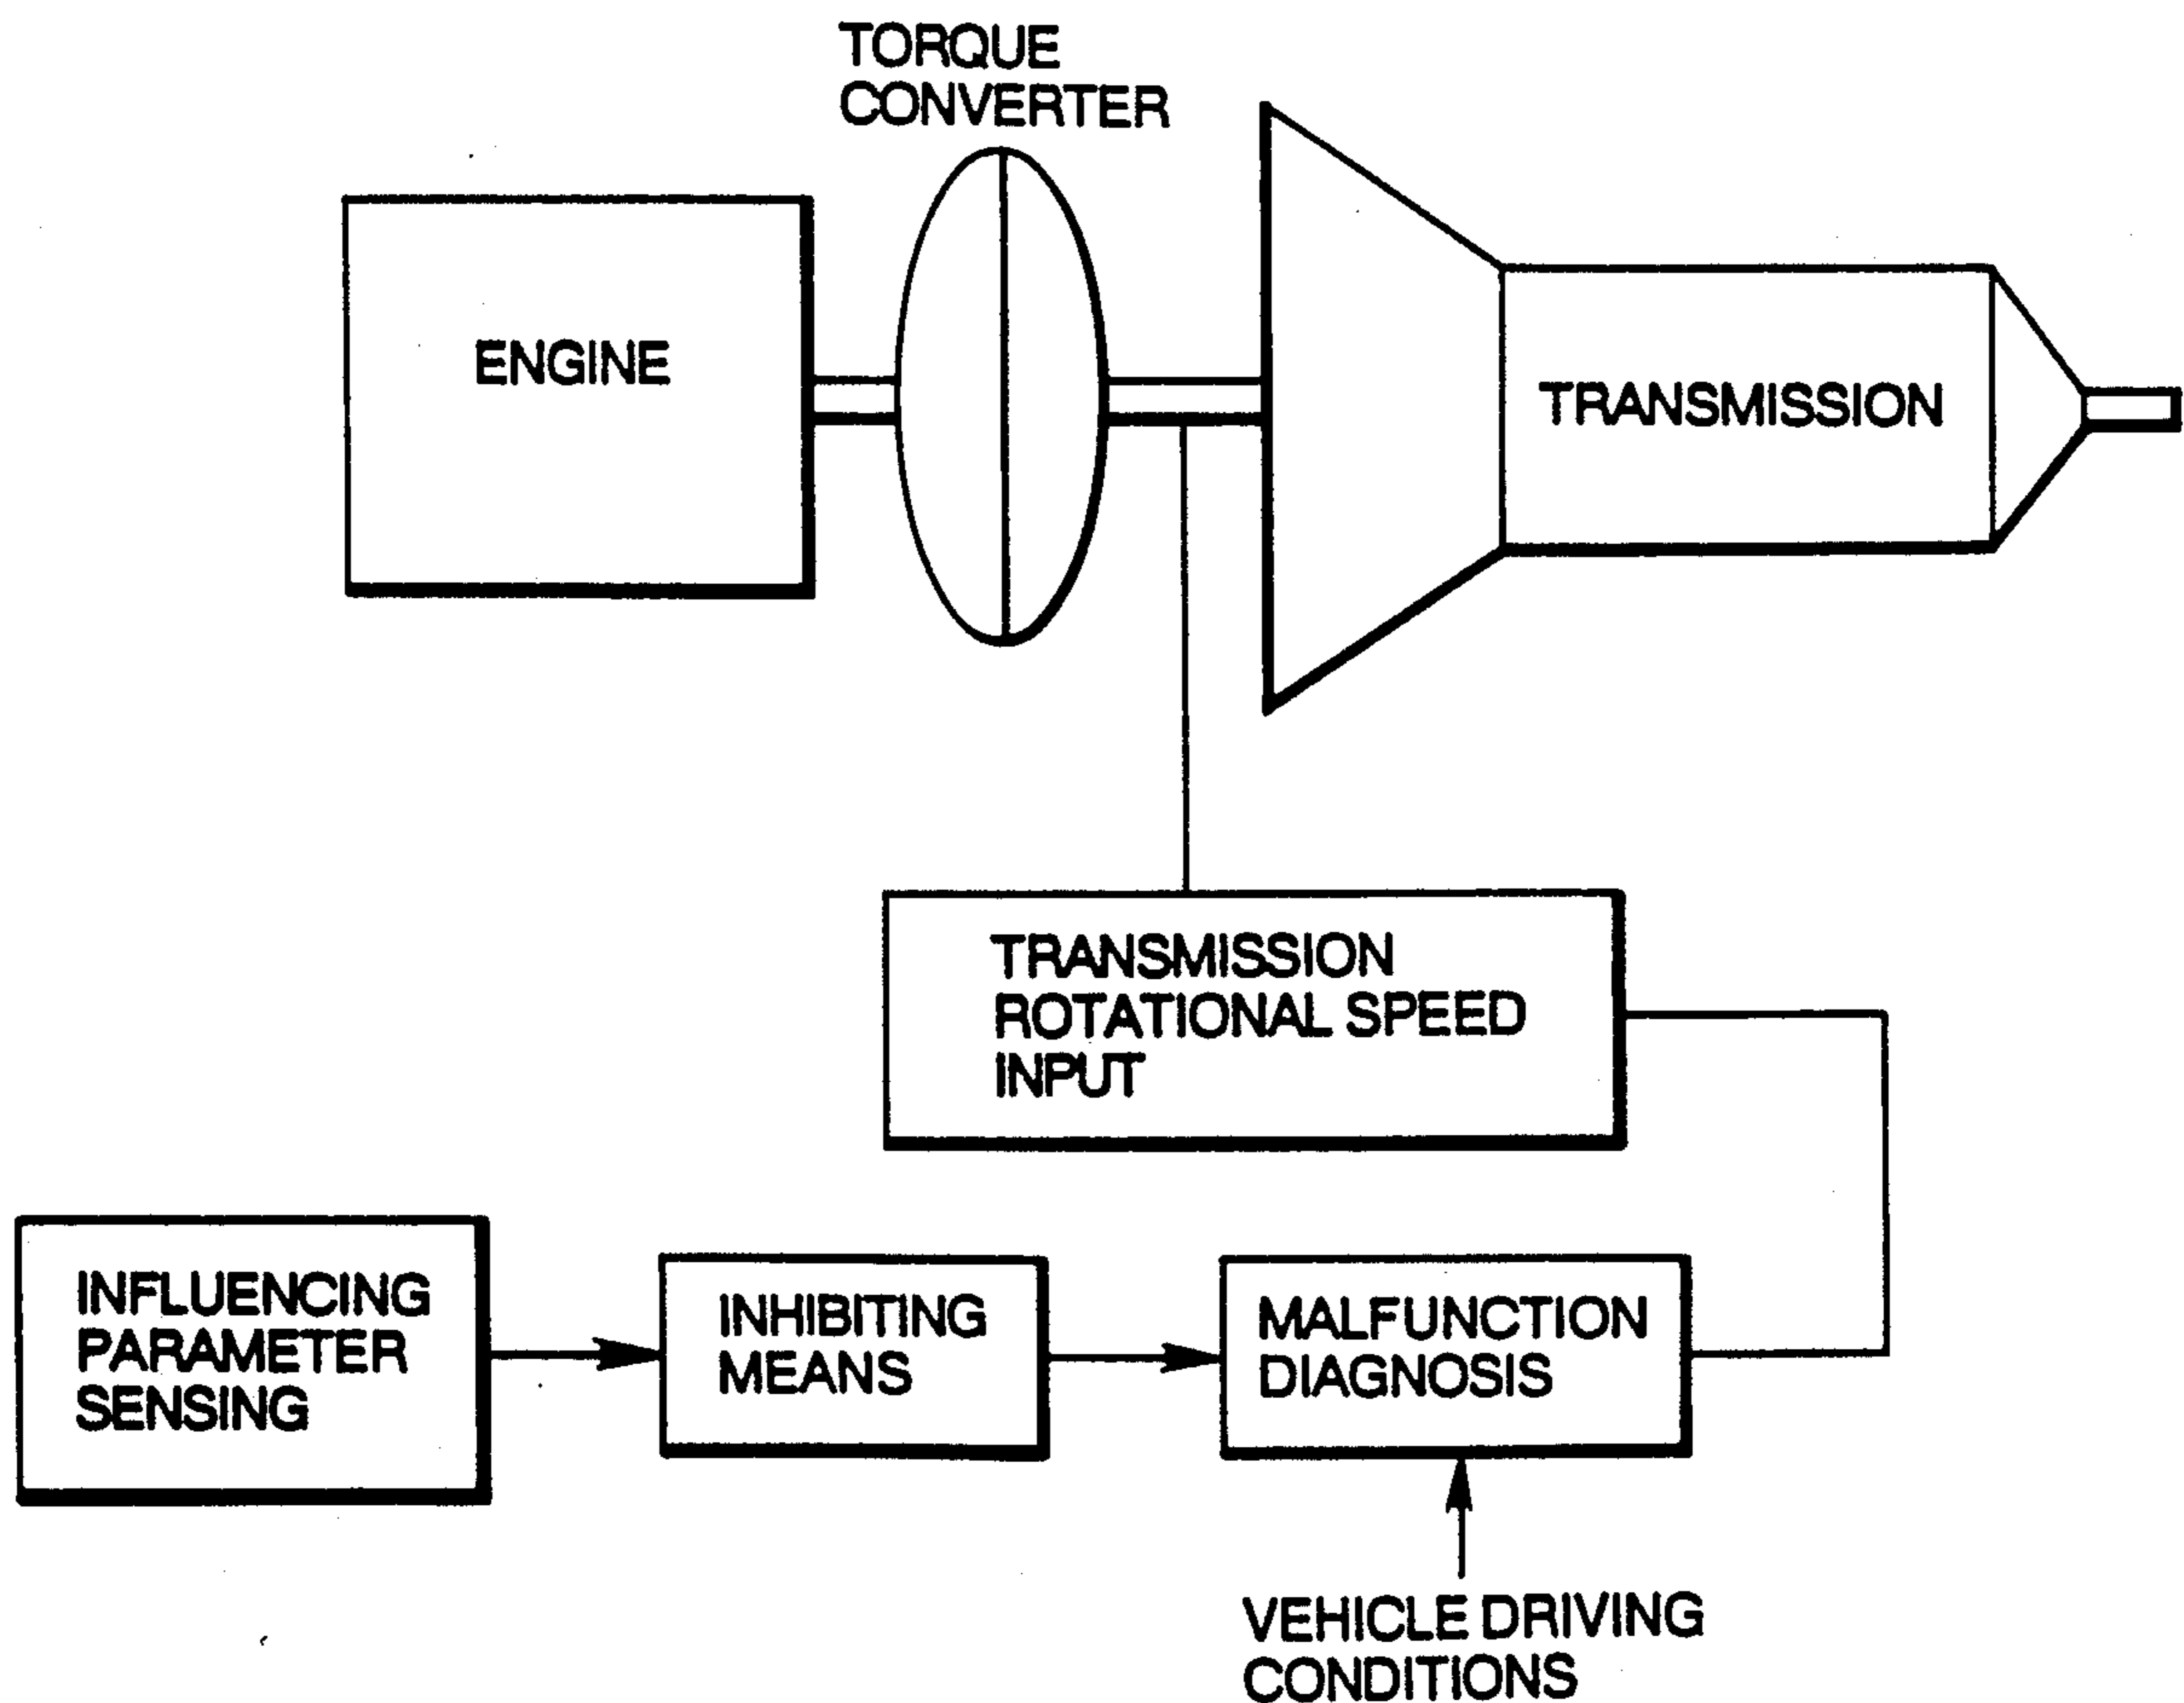 TORQUE
CONVERTER
ENGINE
TRANSMISSION
TRANSMISSION
ROTATIONAL SPEED
INPUT
INFLUENCING
PARAMETER
SENSING
INHIBITING
MEANS
MALFUNCTION
DIAGNOSIS
VEHICLE DRIVING
CONDITIONS